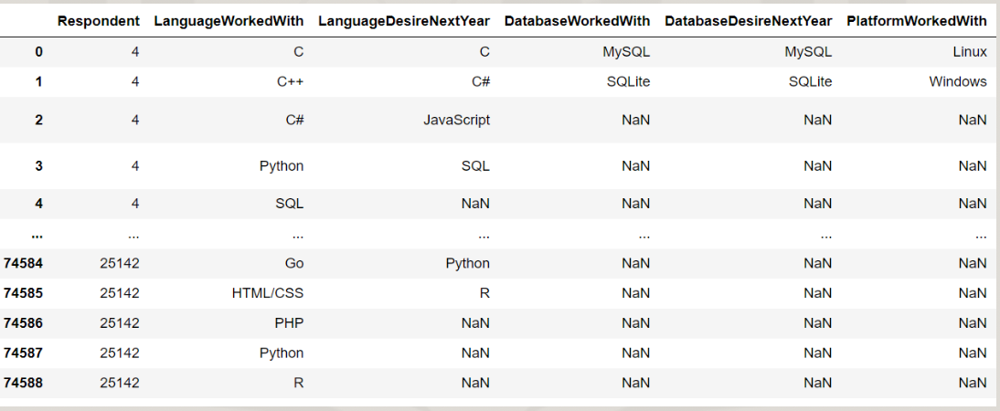 Respondent LanguageWorkedWith LanguageDesireNextYear DatabaseWorkedWith DatabaseDesireNextYear PlatformWorkedWith
0 4 C C MySQL MySQL Linux
1 4 C++ C# SQLite SQLite Windows
2 4 C# JavaScript NaN NaN NaN
3 4 Python SQL NaN NaN NaN
4 4 SQL NaN NaN NaN NaN
... ... ... ... ... ... ...
74584 25142 Go Python NaN NaN NaN
74585 25142 HTML/CSS R NaN NaN NaN
74586 25142 PHP NaN NaN NaN NaN
74587 25142 Python NaN NaN NaN NaN
74588 25142 R NaN NaN NaN NaN